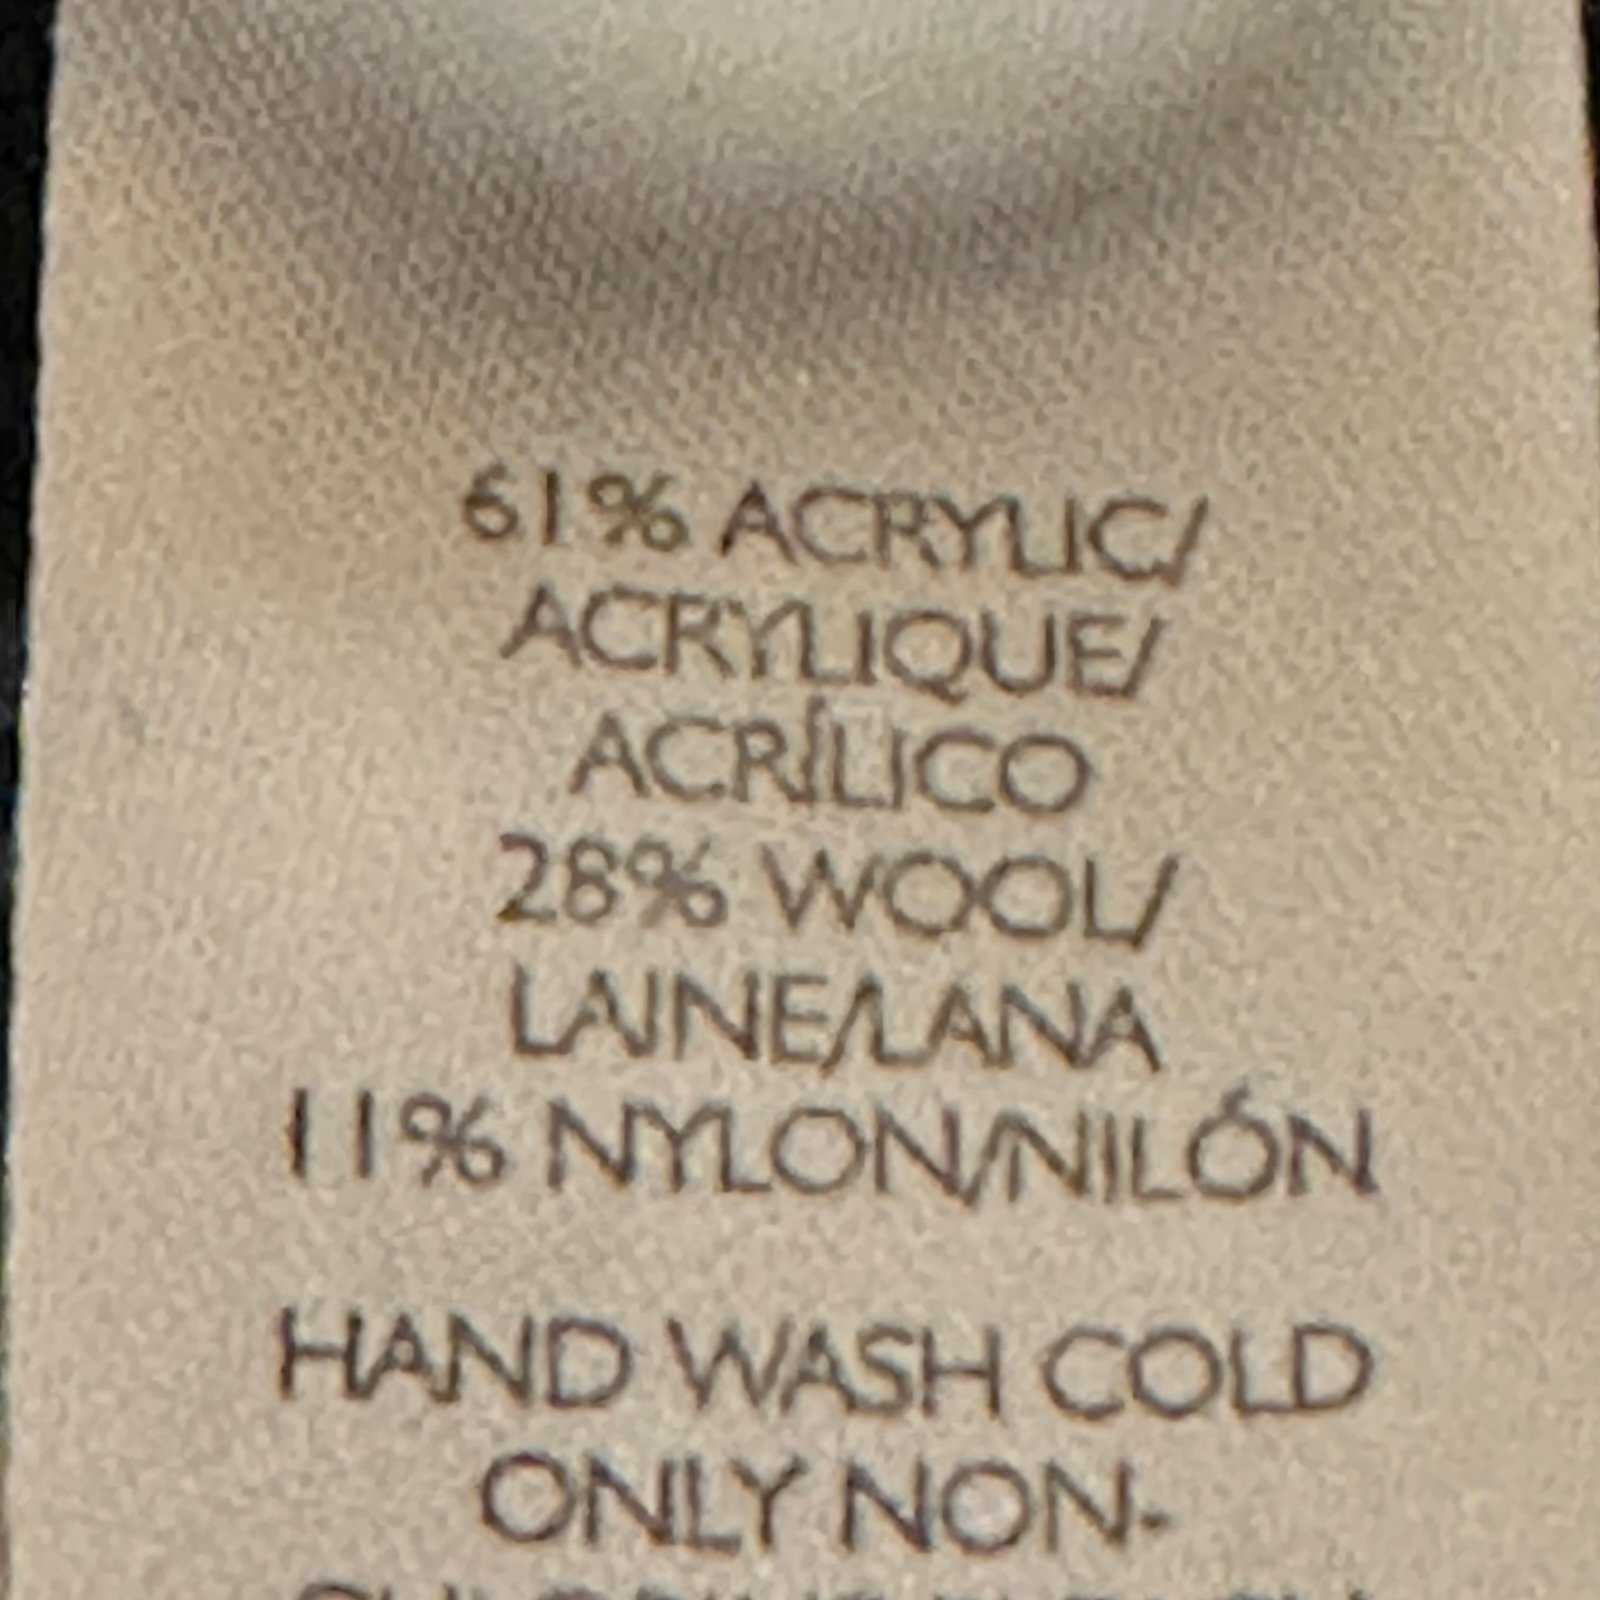 61% ACRYLIC/
ACRYLIQUE/
ACRÍLICO
28% WOOL/
LAINE/LANA
11% NYLON/NILÓN
HAND WASH COLD
ONLY NON-